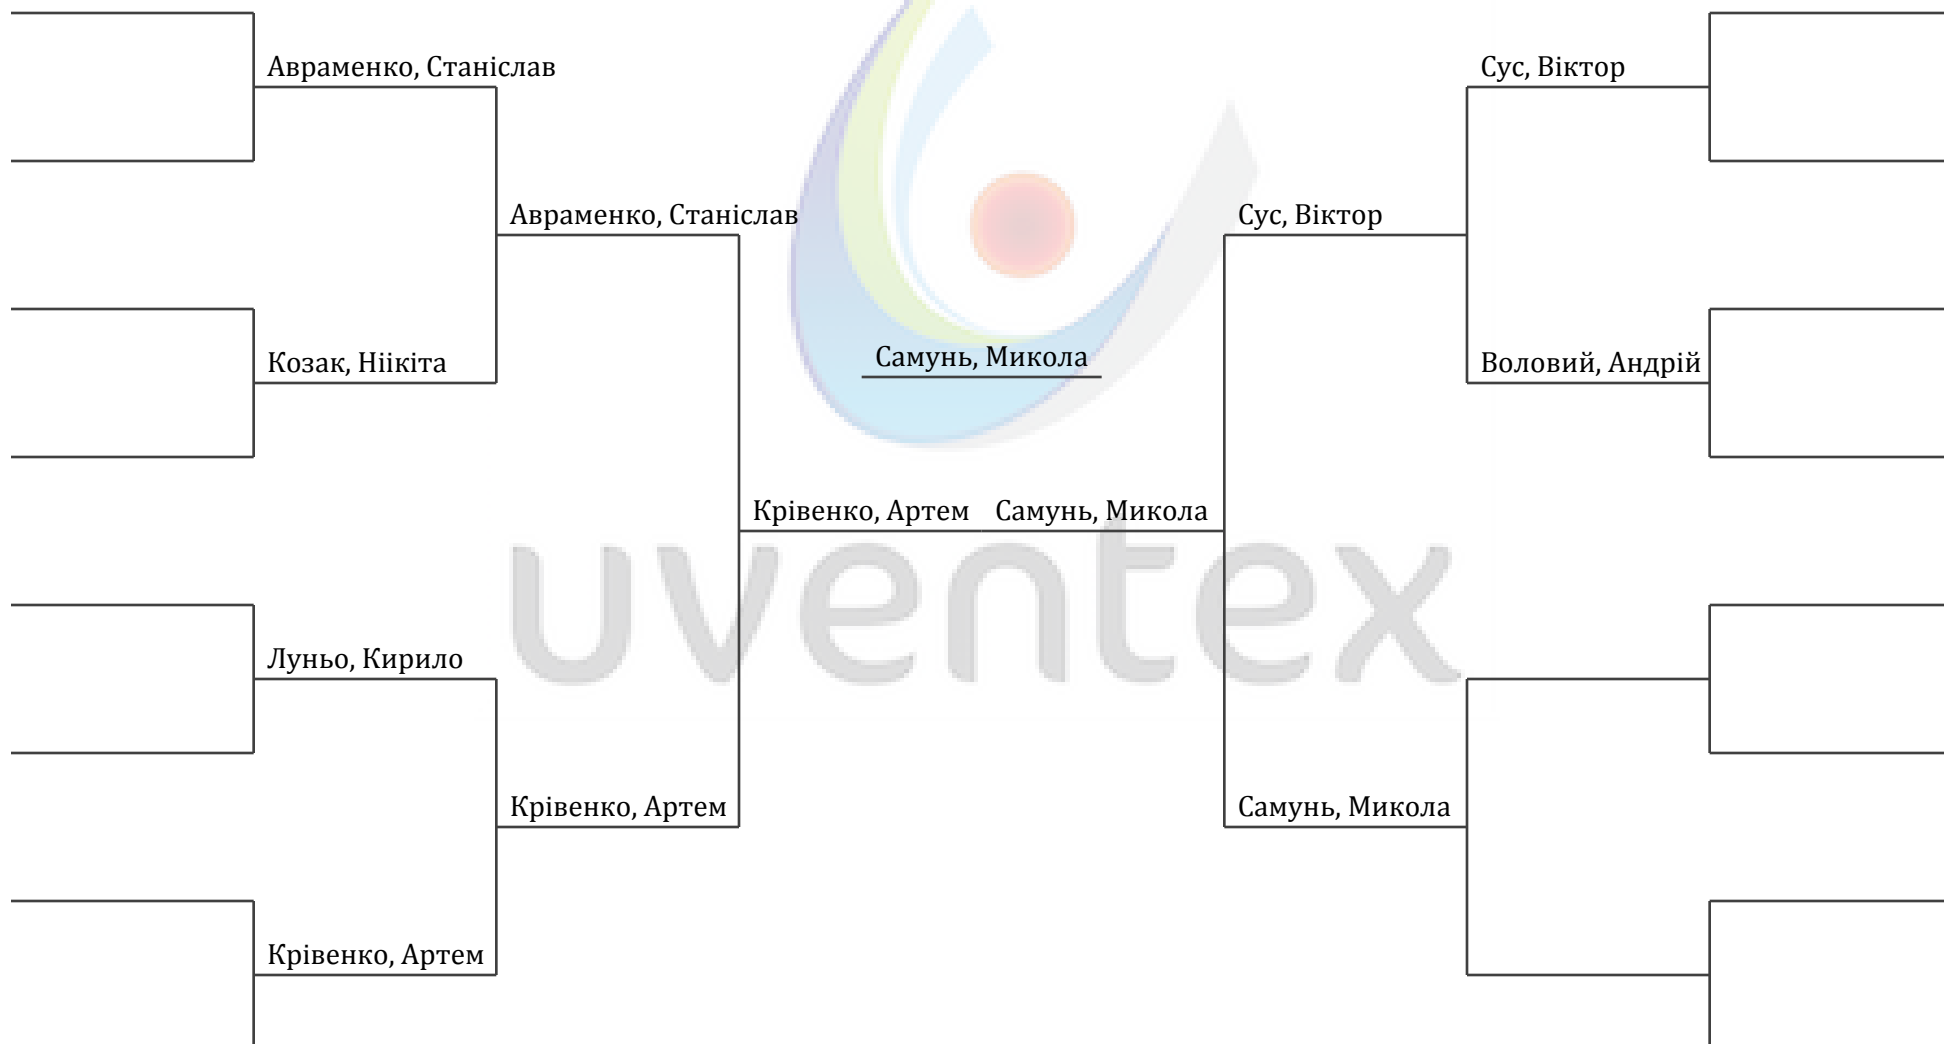 Авраменко, Станіслав
Сус, Віктор
Авраменко, Станіслав
Сус, Віктор
Козак, Ніікіта
Самунь, Микола
Воловий, Андрій
Крівенко, Артем
Самунь, Микола
uventex
Луньо, Кирило
Крівенко, Артем
Самунь, Микола
Крівенко, Артем